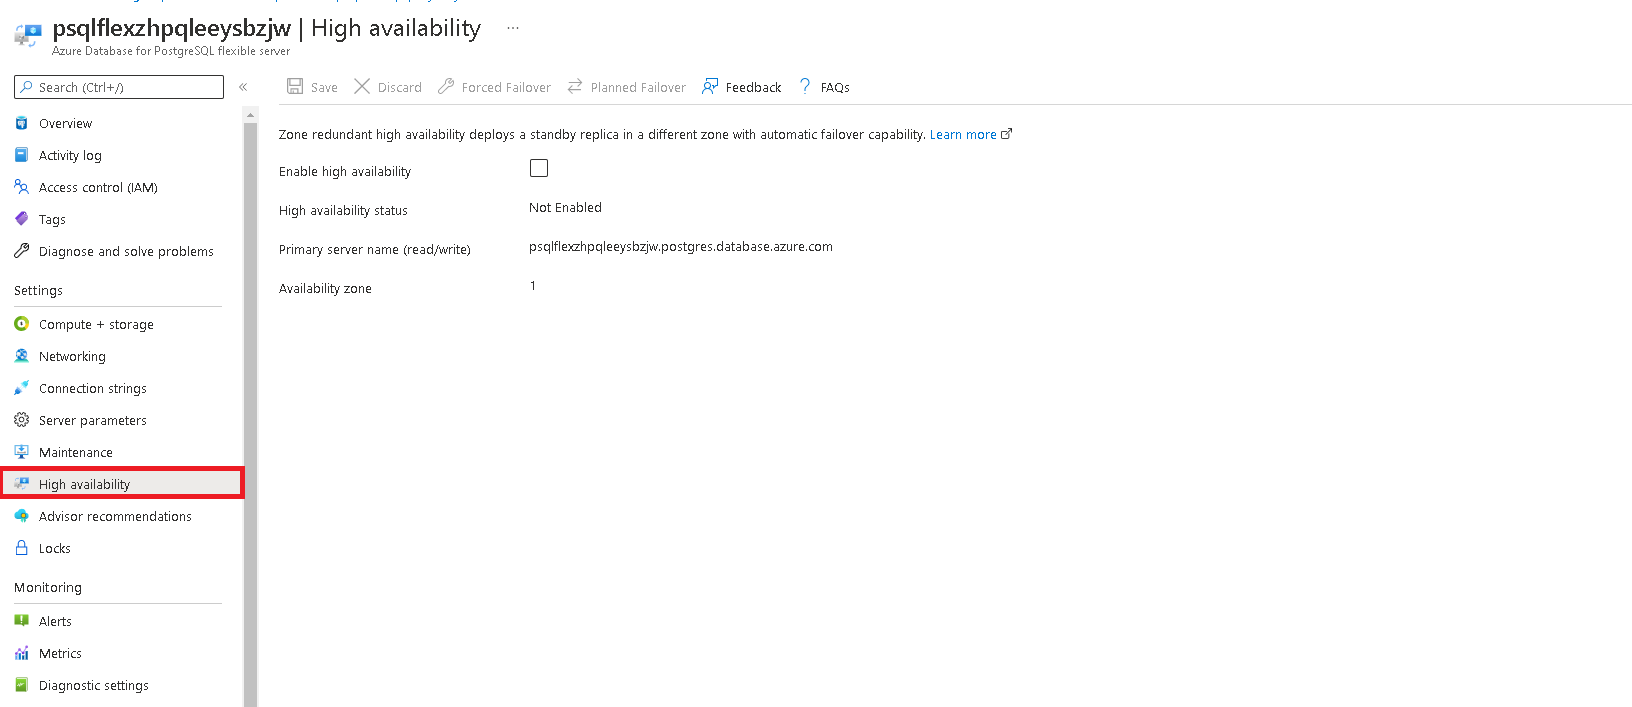 psqlflexzhpqleeysbzjw | High availability ...
Azure Database for PostgreSQL flexible server
Search (Ctrl+/)
«
Save
Discard
Forced Failover
Planned Failover
Feedback
? FAQs
Overview
Activity log
Access control (IAM)
Tags
Diagnose and solve problems
Settings
Compute + storage
Networking
Connection strings
Server parameters
Maintenance
High availability
Advisor recommendations
Locks
Monitoring
Alerts
Metrics
Diagnostic settings
Zone redundant high availability deploys a standby replica in a different zone with automatic failover capability. Learn more
Enable high availability
High availability status Not Enabled
Primary server name (read/write) psqlflexzhpqleeysbzjw.postgres.database.azure.com
Availability zone 1